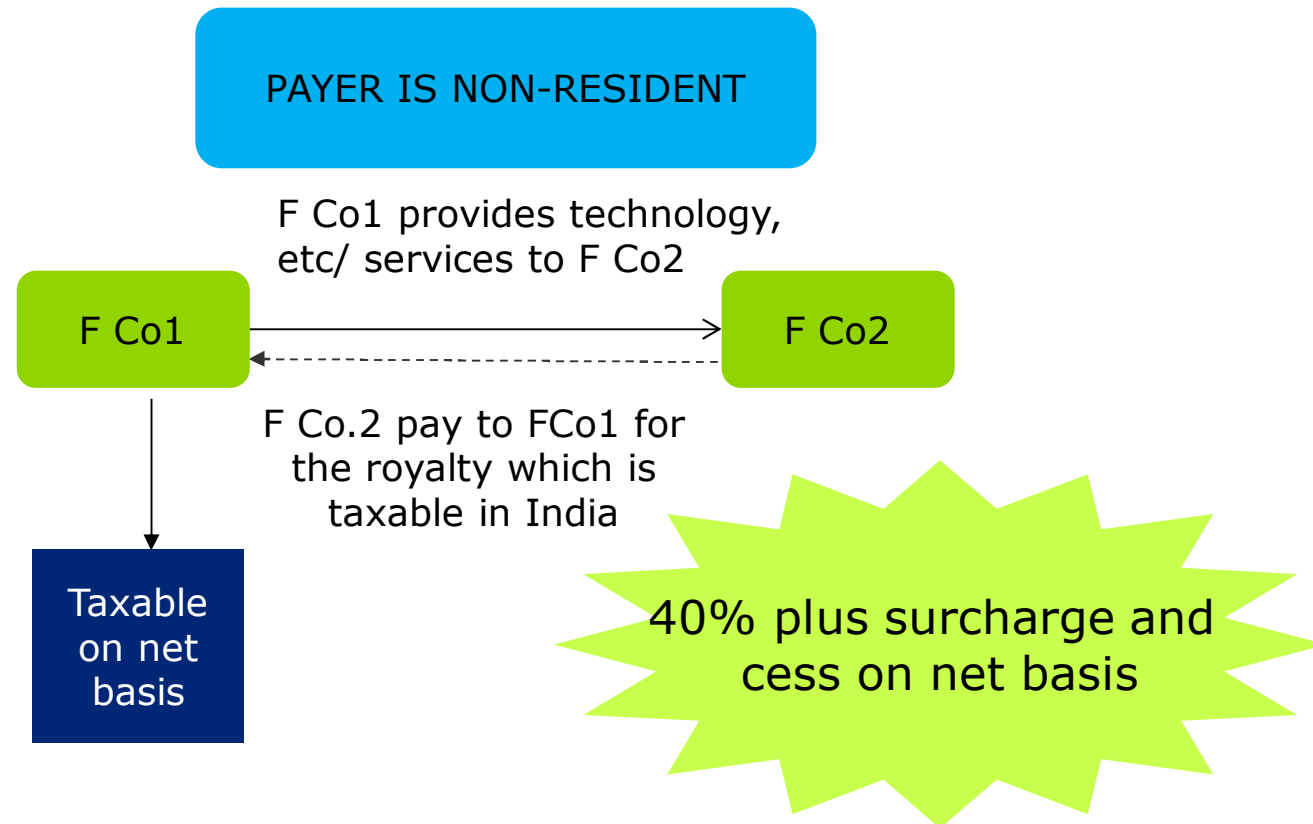 PAYER IS NON-RESIDENT
F Co1 provides technology,
etc/ services to F Co2
F Co1
F Co2
F Co.2 pay to FCo1 for
the royalty which is
taxable in India
Taxable
on net
basis
40% plus surcharge and
cess on net basis